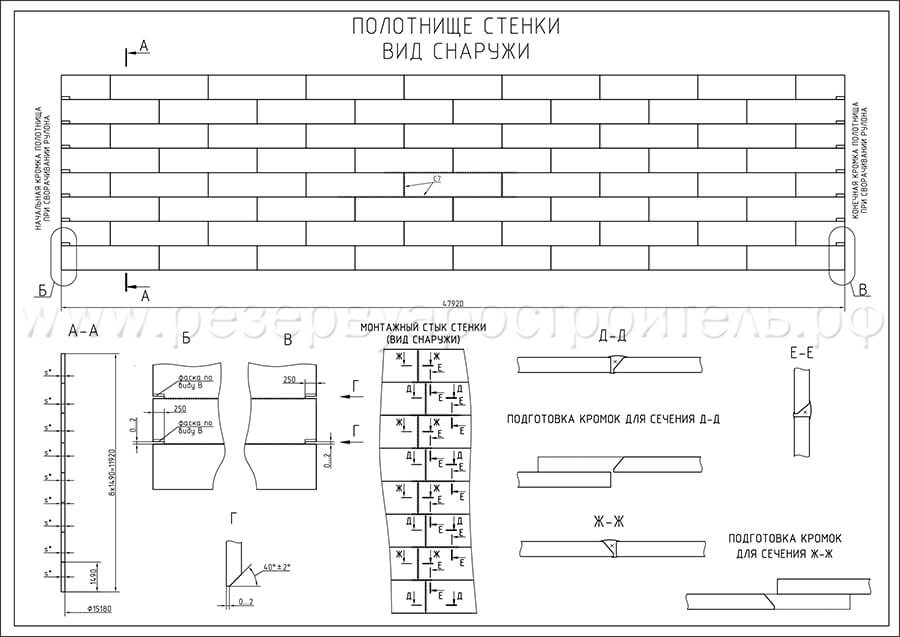 ПОЛОТНИЩЕ СТЕНКИ
ВИД СНАРУЖИ
А
НАЧАЛЬНАЯ КРОМКА ПОЛОТНИЩА
ПРИ СВОРАЧИВАНИИ РУЛОНА
С7
КОНЕЧНАЯ КРОМКА ПОЛОТНИЩА
ПРИ СВОРАЧИВАНИИ РУЛОНА
Б
А
В
47920
www.резервуаростроитель.рф
А-А
s*
s*
s*
s*
s*
s*
s*
s*
s*
8х1490=11920
1490
Ф15180
Б
В
фаска по
виду В
250
0...2
фаска по
виду В
250
0...2
Г
Г
Г
40°±2°
0...2
МОНТАЖНЫЙ СТЫК СТЕНКИ
(ВИД СНАРУЖИ)
Ж Ж
Е
Д Е Д
Е
Ж Ж
Е
Е
Д Е Д
Е
Ж Ж
Е
Е
Д Е Д
Е
Ж Ж
Е
Д Е Д
Д-Д
Е-Е
ПОДГОТОВКА КРОМОК ДЛЯ СЕЧЕНИЯ Д-Д
Ж-Ж
ПОДГОТОВКА КРОМОК
ДЛЯ СЕЧЕНИЯ Ж-Ж